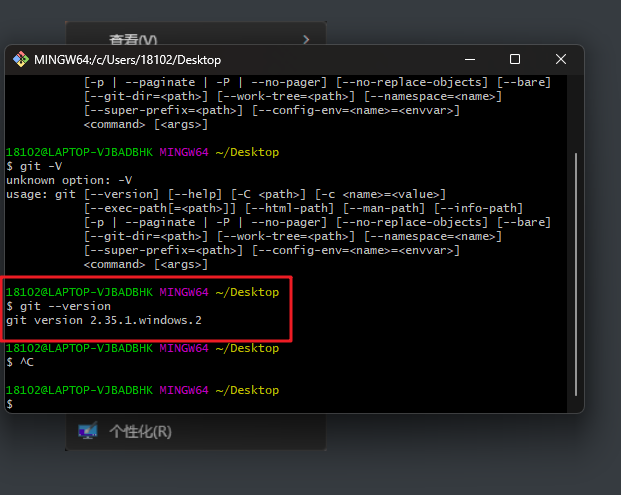 查看(V)
MINGW64:/c/Users/18102/Desktop
[-p | --paginate | -P | --no-pager] [--no-replace-objects] [--bare]
[--git-dir=<path>] [--work-tree=<path>] [--namespace=<name>]
[--super-prefix=<path>] [--config-env=<name>=<envvar>]
<command> [<args>]
18102@LAPTOP-VJBADBHK MINGW64 ~/Desktop
$ git -V
unknown option: -V
usage: git [--version] [--help] [-C <path>] [-c <name>=<value>]
[--exec-path[=<path>]] [--html-path] [--man-path] [--info-path]
[-p | --paginate | -P | --no-pager] [--no-replace-objects] [--bare]
[--git-dir=<path>] [--work-tree=<path>] [--namespace=<name>]
[--super-prefix=<path>] [--config-env=<name>=<envvar>]
<command> [<args>]
18102@LAPTOP-VJBADBHK MINGW64 ~/Desktop
$ git --version
git version 2.35.1.windows.2
18102@LAPTOP-VJBADBHK MINGW64 ~/Desktop
$ ^C
18102@LAPTOP-VJBADBHK MINGW64 ~/Desktop
$
个性化(R)